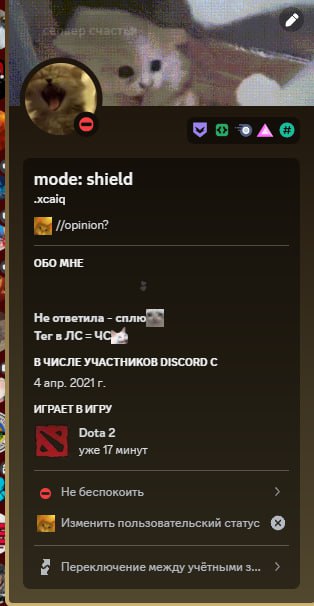 сервер счастья
mode: shield
.xcaiq
//opinion?
ОБО МНЕ
Не ответила - сплю
Тег в ЛС = ЧС
В ЧИСЛЕ УЧАСТНИКОВ DISCORD С
4 апр. 2021 г.
ИГРАЕТ В ИГРУ
Dota 2
уже 17 минут
Не беспокоить
Изменить пользовательский статус
Переключение между учётными з...